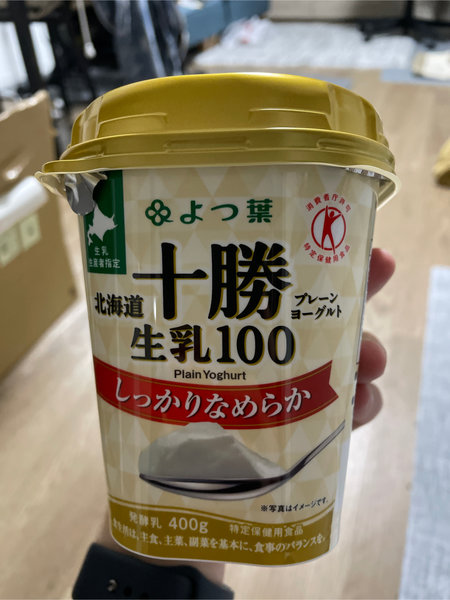 よつ葉
消費者庁許可
特定保健用食品
生乳
生産者指定
北海道
十勝
プレーン
ヨーグルト
生乳100
Plain Yoghurt
しっかりなめらか
※写真はイメージです。
発酵乳 400g 特定保健用食品
食生活は、主食、主菜、副菜を基本に、食事のバランスを。